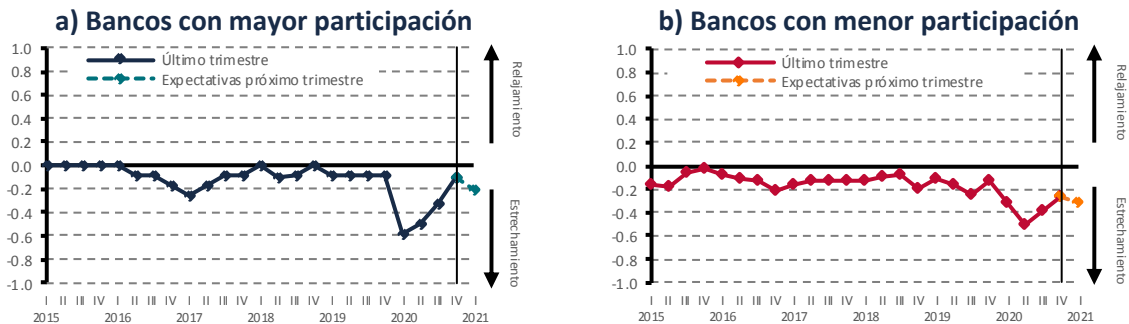 a) Bancos con mayor participación
1.0
0.8
0.6
0.4
0.2
0.0
-0.2
-0.4
-0.6
-0.8
-1.0
Último trimestre
Expectativas próximo trimestre
Relajamiento
Estrechamiento
I II III IV I II III IV I II III IV I II III IV I II III IV I II III IV I
2015 2016 2017 2018 2019 2020 2021
b) Bancos con menor participación
1.0
0.8
0.6
0.4
0.2
0.0
-0.2
-0.4
-0.6
-0.8
-1.0
Último trimestre
Expectativas próximo trimestre
Relajamiento
Estrechamiento
I II III IV I II III IV I II III IV I II III IV I II III IV I II III IV I
2015 2016 2017 2018 2019 2020 2021